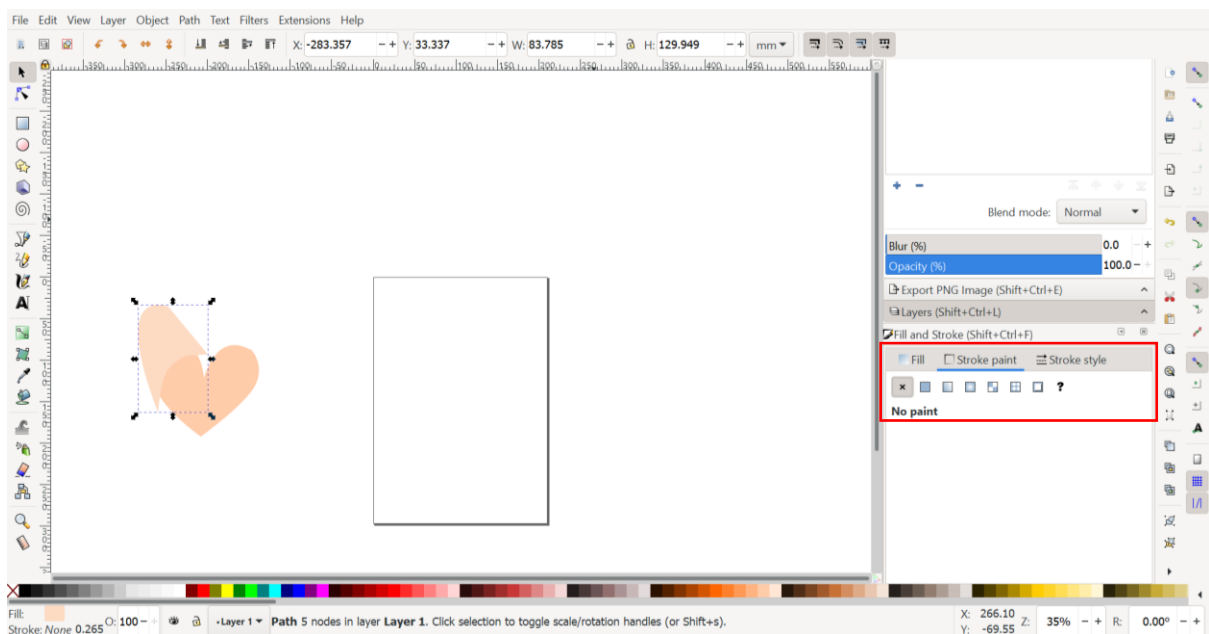 File Edit View Layer Object Path Text Filters Extensions Help
X: -283.357 - + Y: 33.337 - + W: 83.785 - + H: 129.949 - + mm
Blend mode: Normal
Blur (%) 0.0 - +
Opacity (%) 100.0 - +
Export PNG Image (Shift+Ctrl+E)
Layers (Shift+Ctrl+L)
Fill and Stroke (Shift+Ctrl+F)
Fill Stroke paint Stroke style
No paint
Fill:
Stroke: None 0.265 O: 100 - + Layer 1 Path 5 nodes in layer Layer 1. Click selection to toggle scale/rotation handles (or Shift+s).
X: 266.10
Y: -69.55
Z: 35% - + R: 0.00° - +